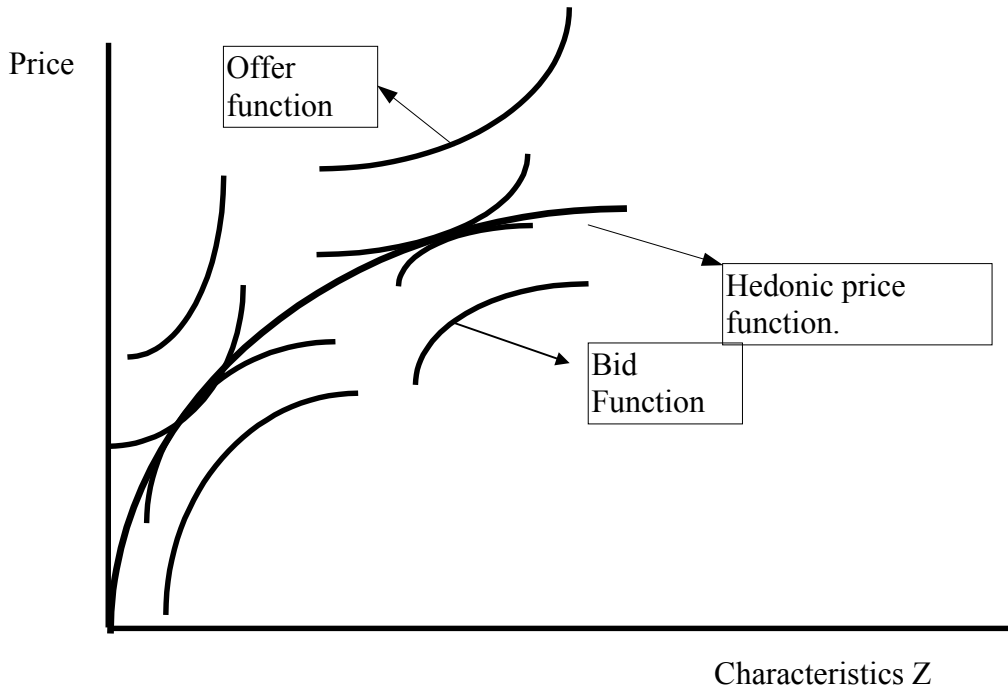 Price
Offer
function
Hedonic price
function.
Bid
Function
Characteristics Z